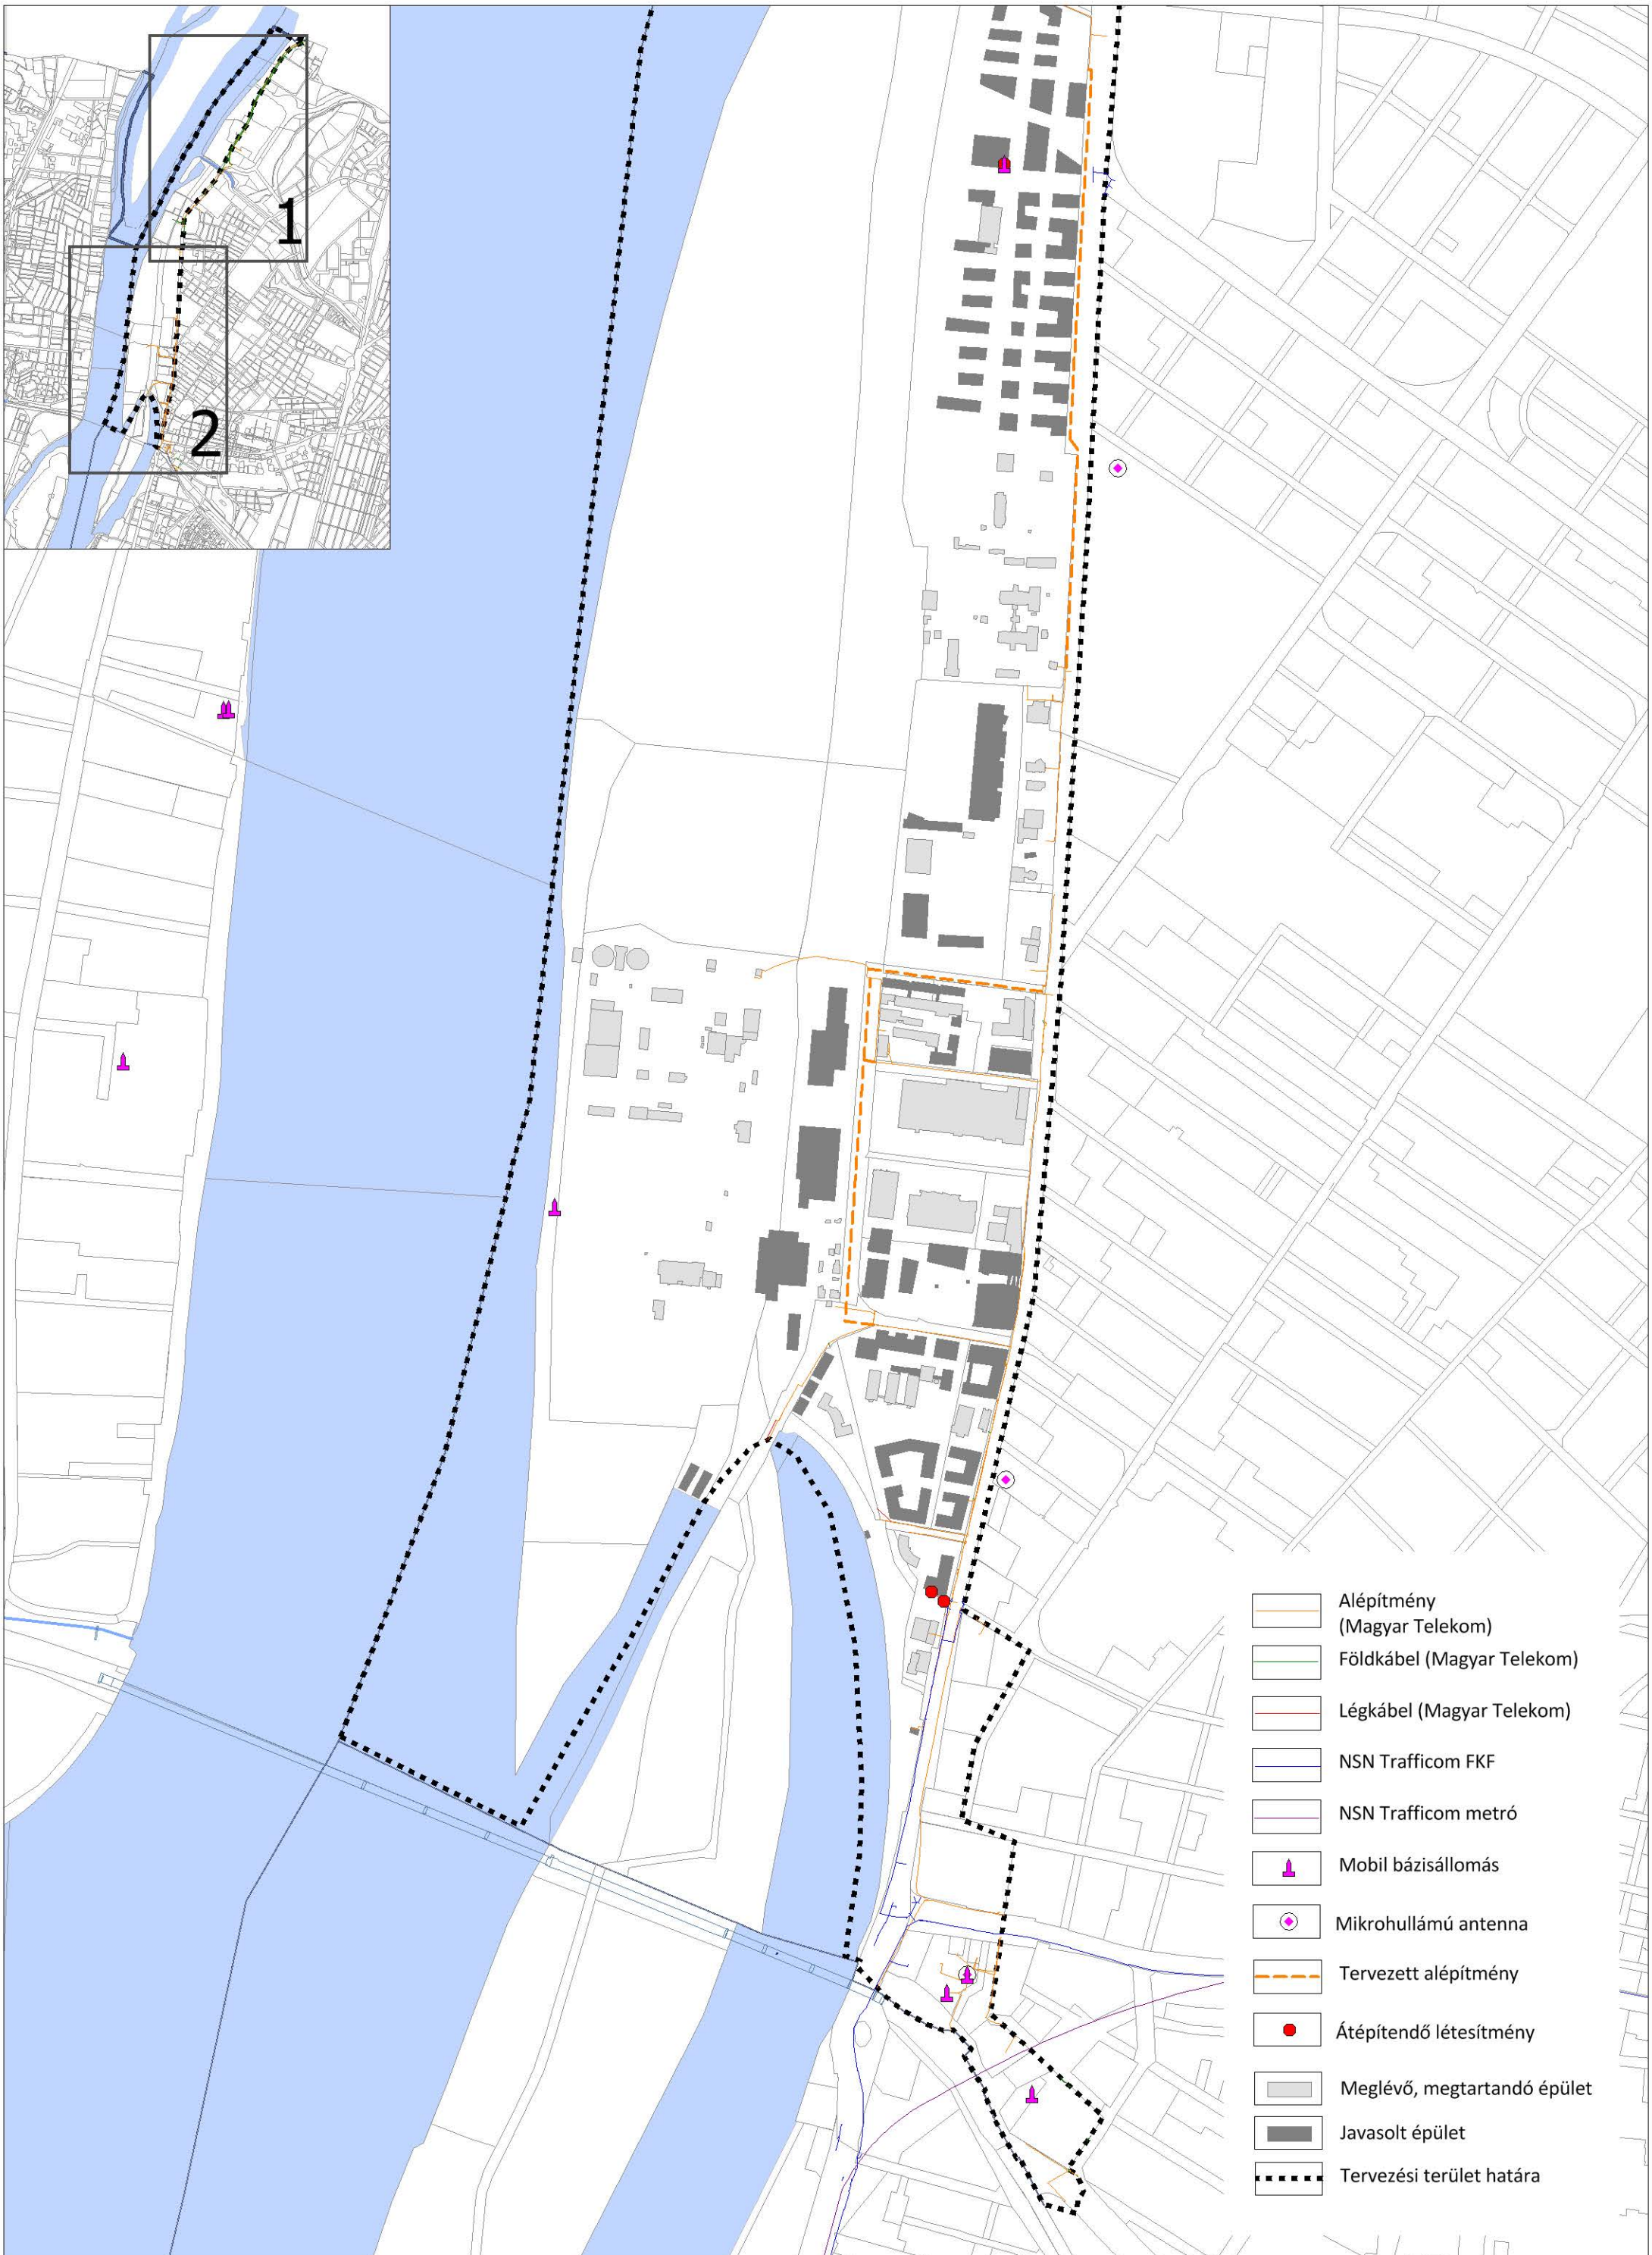 1
2
Alépítmény
(Magyar Telekom)
Földkábel (Magyar Telekom)
Légkábel (Magyar Telekom)
NSN Trafficom FKF
NSN Trafficom metró
Mobil bázisállomás
Mikrohullámú antenna
Tervezett alépítmény
Átépítendő létesítmény
Meglévő, megtartandó épület
Javasolt épület
Tervezési terület határa